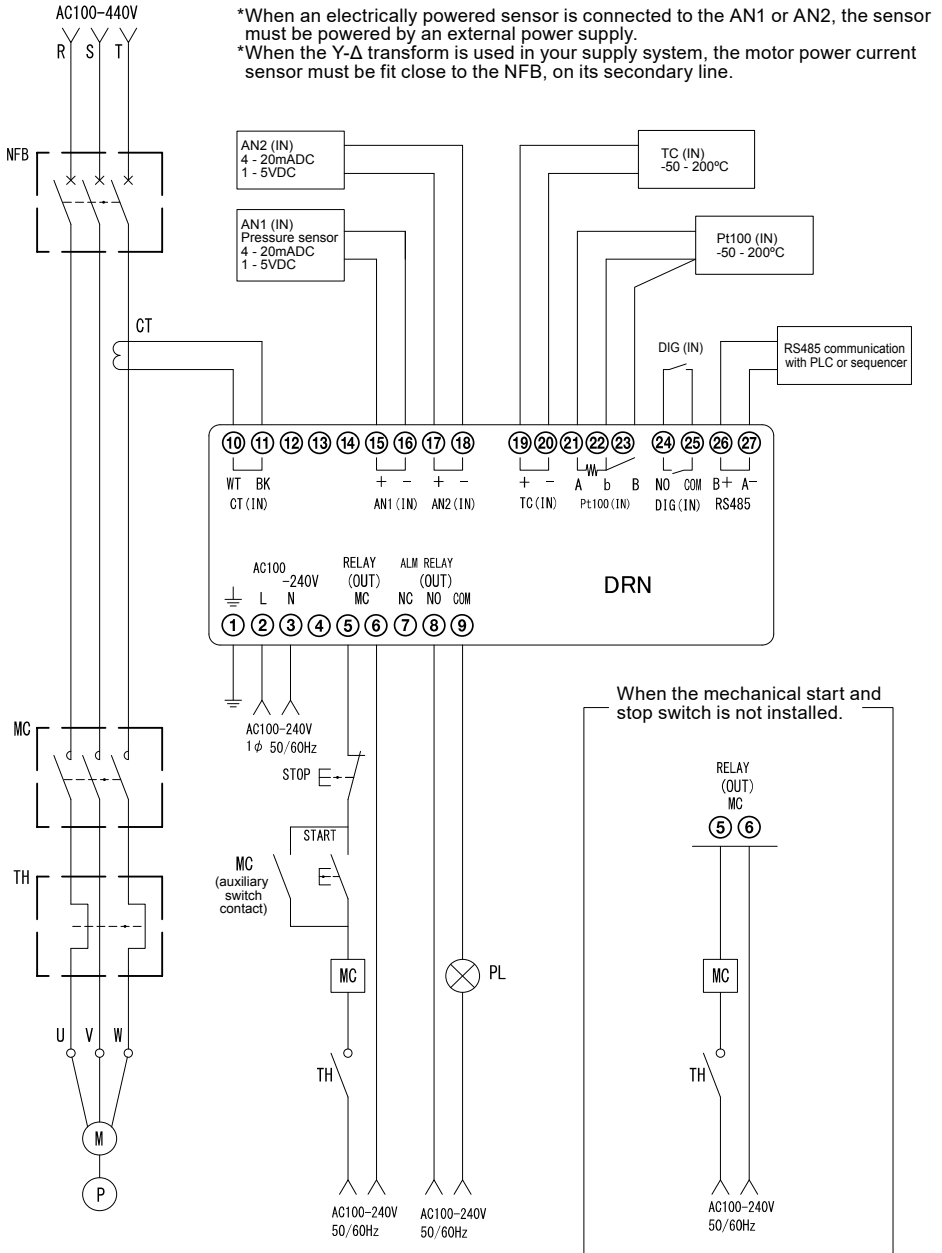 AC100-440V
*When an electrically powered sensor is connected to the AN1 or AN2, the sensor
must be powered by an external power supply.
*When the Y-Δ transform is used in your supply system, the motor power current
sensor must be fit close to the NFB, on its secondary line.
R S T
NFB
AN2 (IN)
4 - 20mADC
1 - 5VDC
AN1 (IN)
Pressure sensor
4 - 20mADC
1 - 5VDC
TC (IN)
-50 - 200ºC
Pt100 (IN)
-50 - 200ºC
CT
DIG (IN)
RS485 communication
with PLC or sequencer
10 11 12 13 14 15 16 17 18 19 20 21 22 23 24 25 26 27
WT BK + - + - + - A b B NO COM B+ A-
CT(IN) AN1(IN) AN2(IN) TC(IN) Pt100(IN) DIG(IN) RS485
AC100
-240V
L N
RELAY
(OUT)
MC
ALM RELAY
(OUT)
NC NO COM
DRN
1 2 3 4 5 6 7 8 9
AC100-240V
1φ 50/60Hz
STOP
START
MC
(auxiliary
switch
contact)
MC
PL
TH
AC100-240V
50/60Hz
AC100-240V
50/60Hz
MC
TH
U V W
M
P
When the mechanical start and
stop switch is not installed.
RELAY
(OUT)
MC
5 6
MC
TH
AC100-240V
50/60Hz